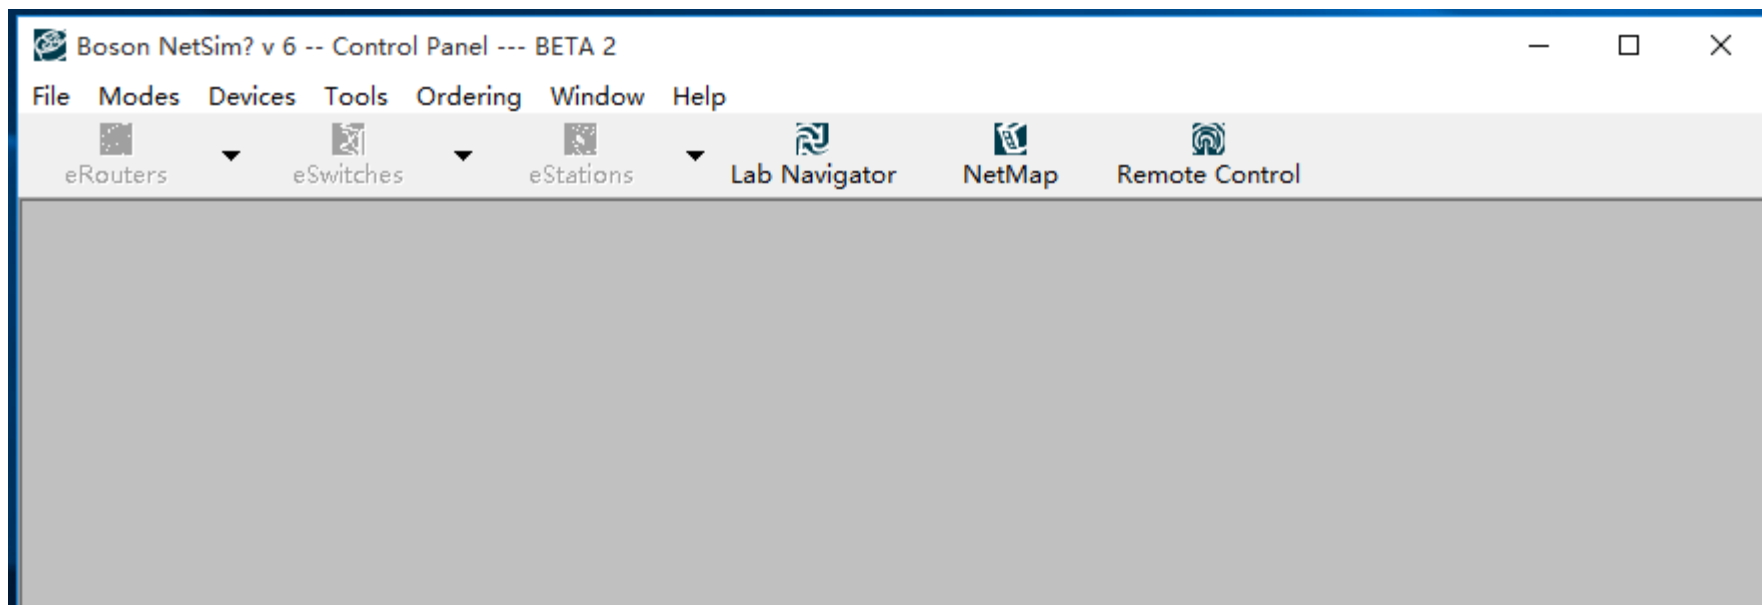 Boson NetSim? v 6 -- Control Panel --- BETA 2
File Modes Devices Tools Ordering Window Help
eRouters eSwitches eStations Lab Navigator NetMap Remote Control